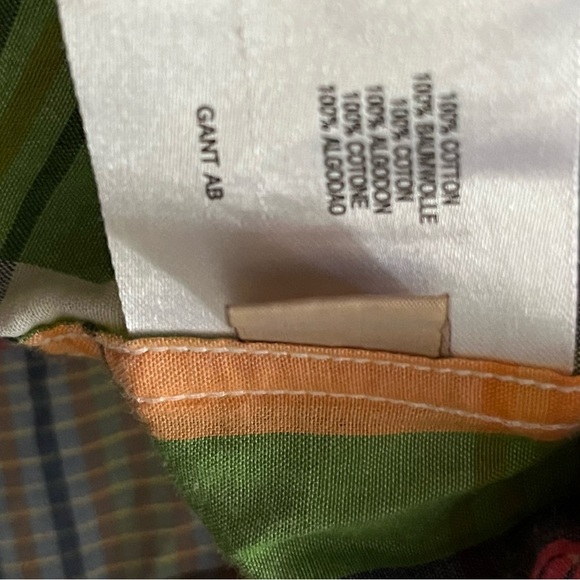 100% COTTON
100% BAUMWOLLE
100% COTON
100% ALGODON
100% COTONE
100% ALGODAO
GANT AB